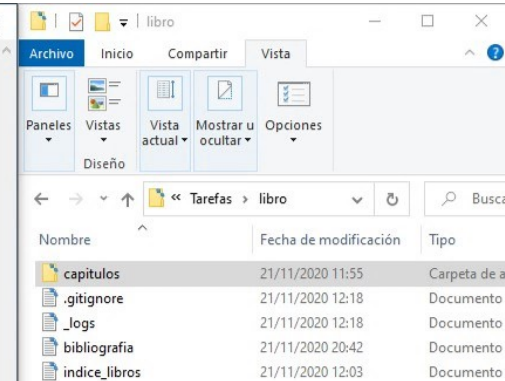 libro
Archivo Inicio Compartir Vista
Paneles Vistas Vista actual Mostrar u ocultar Opciones
Diseño
« Tarefas > libro Busca
Nombre Fecha de modificación Tipo
capitulos 21/11/2020 11:55 Carpeta de a
.gitignore 21/11/2020 12:18 Documento
_logs 21/11/2020 12:18 Documento
bibliografia 21/11/2020 20:42 Documento
indice_libros 21/11/2020 12:03 Documento